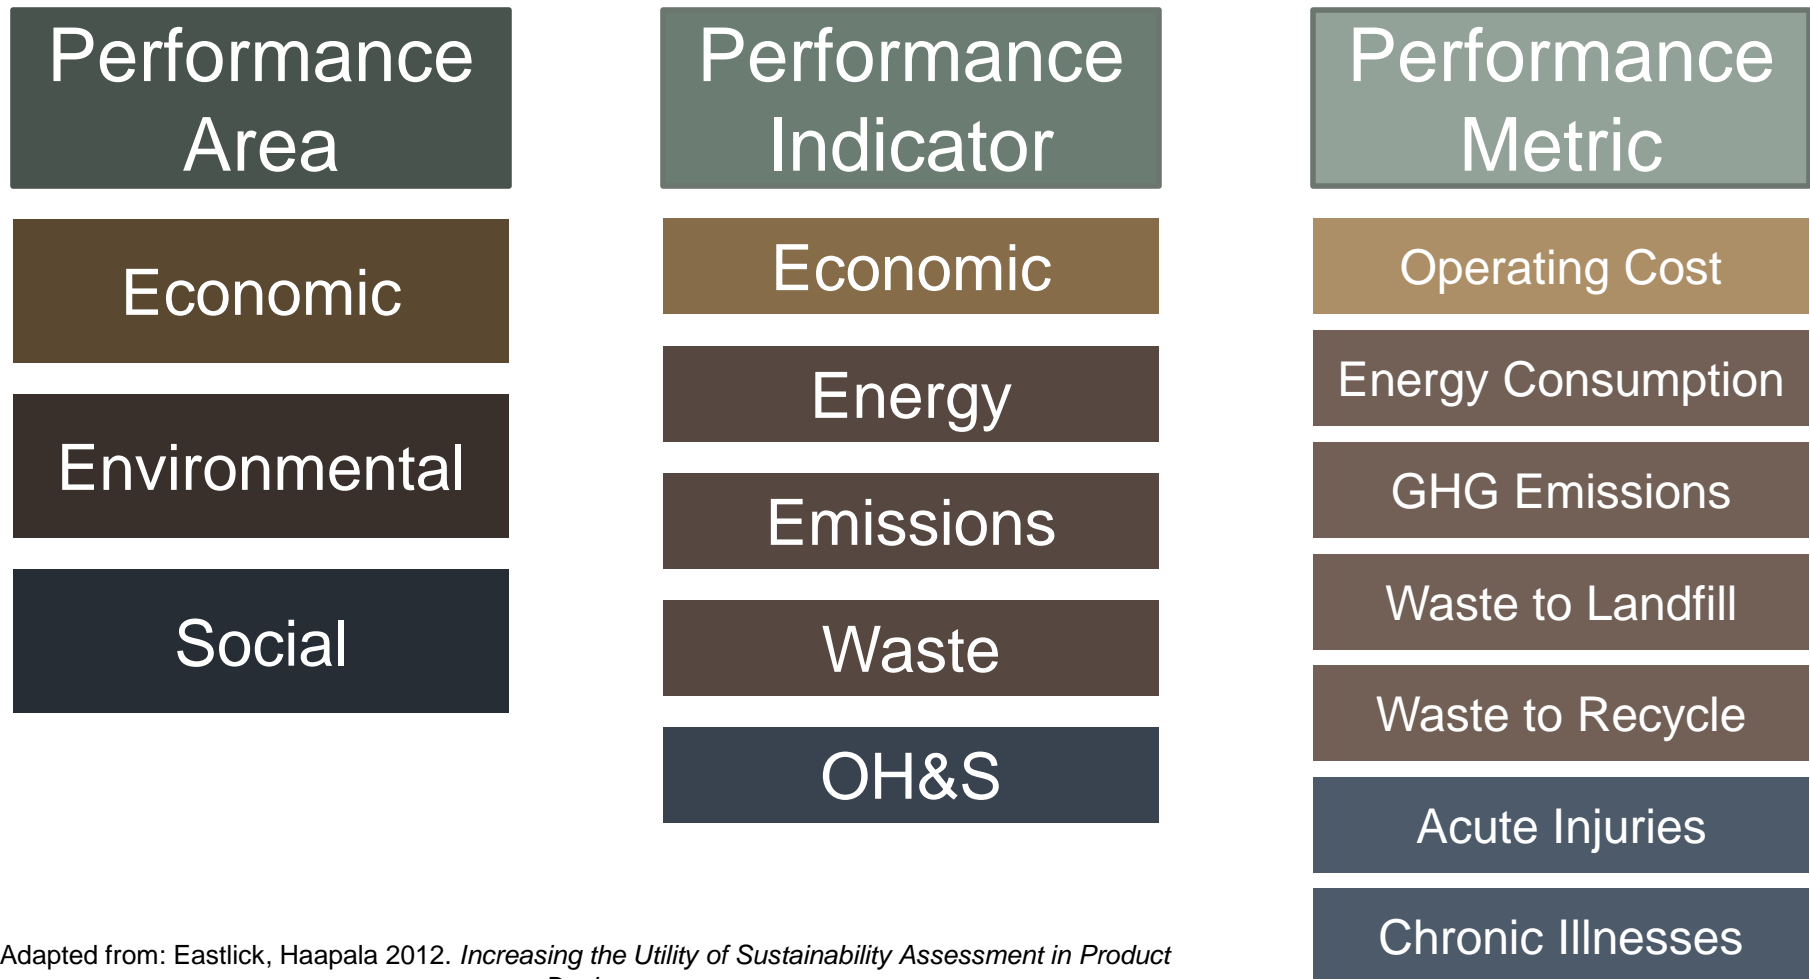 Performance
Area
Economic
Environmental
Social
Performance
Indicator
Economic
Energy
Emissions
Waste
OH&S
Performance
Metric
Operating Cost
Energy Consumption
GHG Emissions
Waste to Landfill
Waste to Recycle
Acute Injuries
Chronic Illnesses
Adapted from: Eastlick, Haapala 2012. Increasing the Utility of Sustainability Assessment in Product